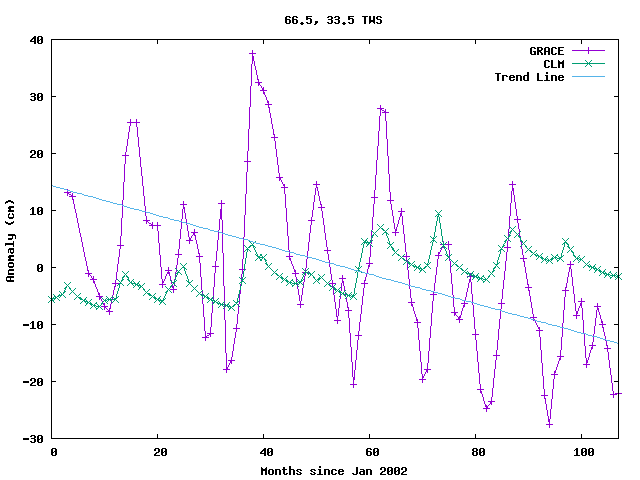 66.5, 33.5 TWS
GRACE
CLM
Trend Line
40
30
20
10
0
-10
-20
-30
Anomaly (cm)
0 20 40 60 80 100
Months since Jan 2002